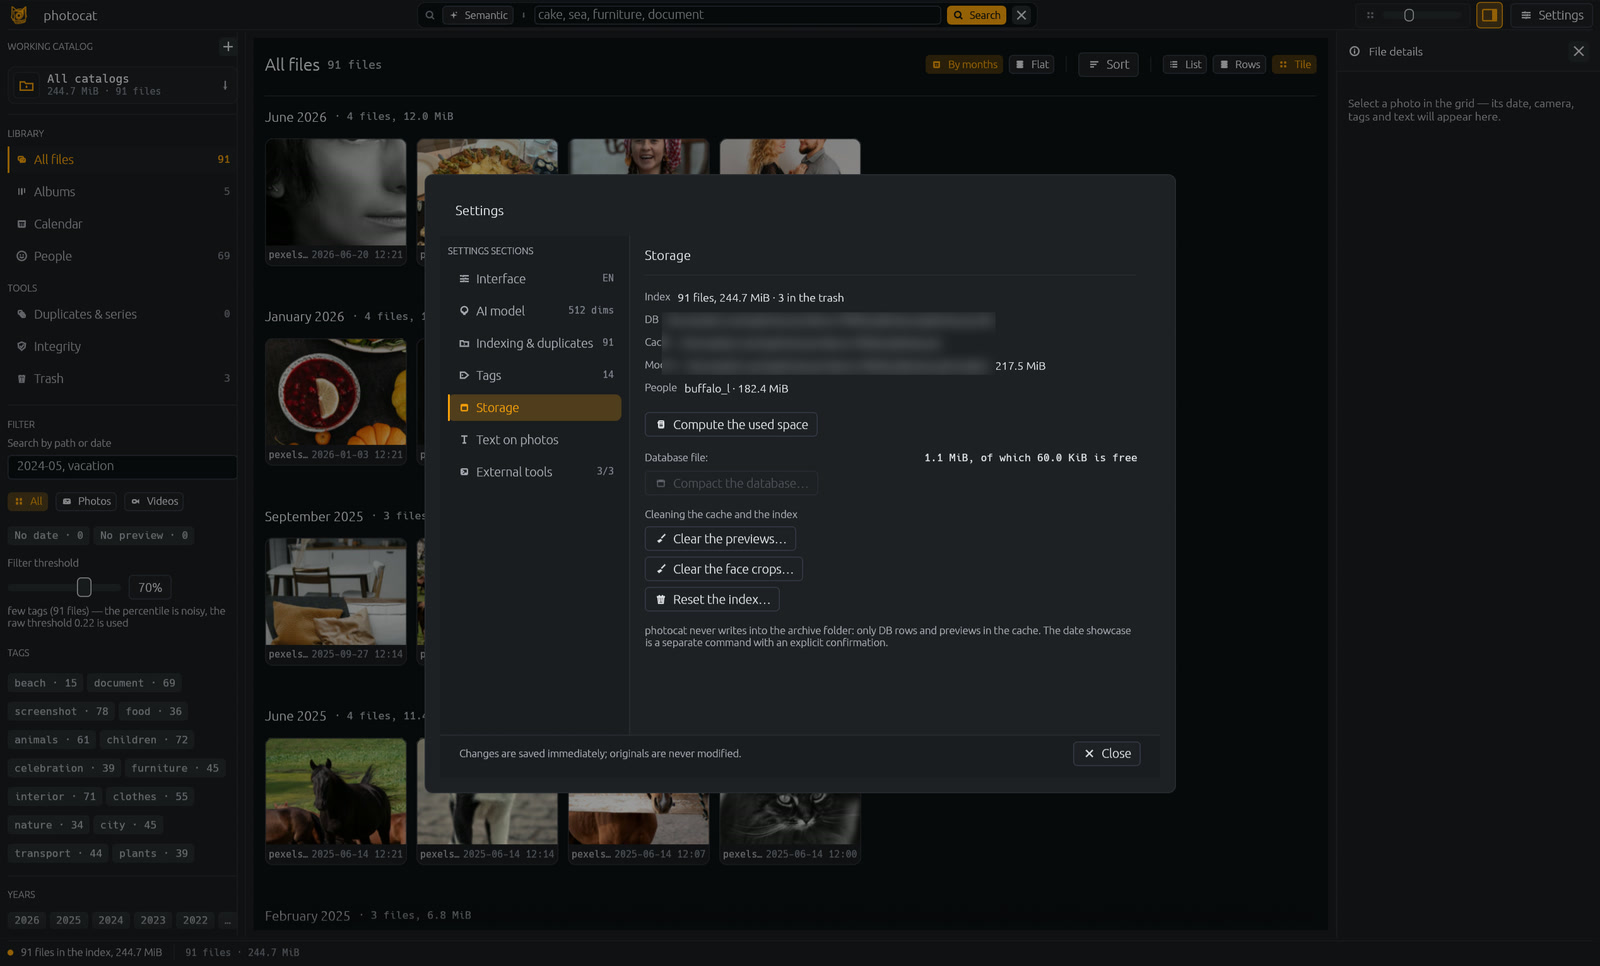 photocat
Semantic
cake, sea, furniture, document
Search
Settings
WORKING CATALOG
All catalogs
244.7 MiB · 91 files
LIBRARY
All files 91
Albums 5
Calendar
People 69
TOOLS
Duplicates & series 0
Integrity
Trash 3
FILTER
Search by path or date
2024-05, vacation
All Photos Videos
No date · 0 No preview · 0
Filter threshold
70%
few tags (91 files) — the percentile is noisy, the
raw threshold 0.22 is used
TAGS
beach · 15 document · 69
screenshot · 78 food · 36
animals · 61 children · 72
celebration · 39 furniture · 45
interior · 71 clothes · 55
nature · 34 city · 45
transport · 44 plants · 39
YEARS
2026 2025 2024 2023 2022 …
91 files in the index, 244.7 MiB 91 files · 244.7 MiB
All files 91 files
By months Flat Sort List Rows Tile
June 2026 · 4 files, 12.0 MiB
pexels… 2026-06-20 12:21
January 2026 · 4 files, 1
pexels… 2026-01-03 12:21
September 2025 · 3 files
pexels… 2025-09-27 12:14
June 2025 · 4 files, 11.4
pexels… 2025-06-14 12:21 pexels… 2025-06-14 12:14 pexels… 2025-06-14 12:07 pexels… 2025-06-14 12:00
February 2025 · 3 files, 6.8 MiB
Settings
SETTINGS SECTIONS
Interface EN
AI model 512 dims
Indexing & duplicates 91
Tags 14
Storage
Text on photos
External tools 3/3
Storage
Index 91 files, 244.7 MiB · 3 in the trash
DB
217.5 MiB
People buffalo_l · 182.4 MiB
Compute the used space
Database file: 1.1 MiB, of which 60.0 KiB is free
Compact the database…
Cleaning the cache and the index
Clear the previews…
Clear the face crops…
Reset the index…
photocat never writes into the archive folder: only DB rows and previews in the cache. The date showcase
is a separate command with an explicit confirmation.
Changes are saved immediately; originals are never modified.
Close
File details
Select a photo in the grid — its date, camera,
tags and text will appear here.